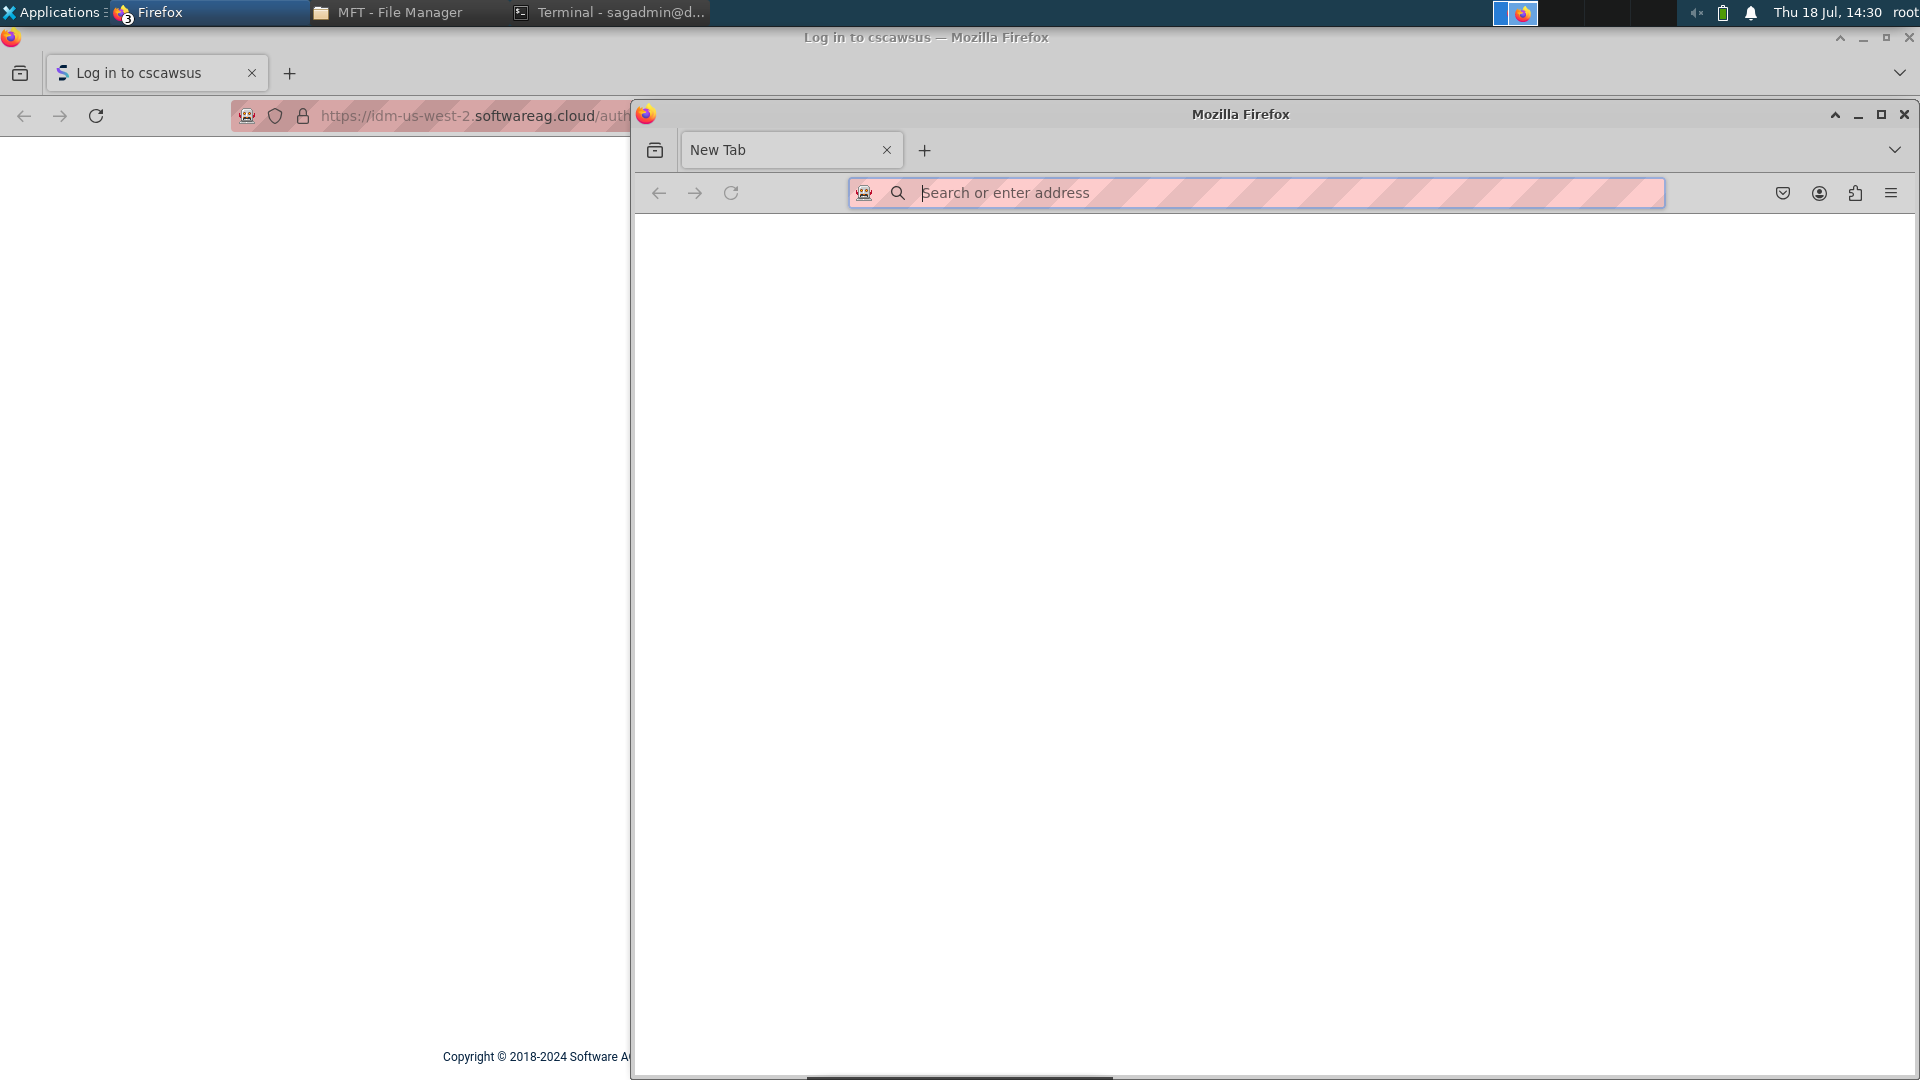 Applications
3
Firefox
MFT - File Manager
Terminal - sagadmin@d...
Thu 18 Jul, 14:30
root
Log in to cscawsus — Mozilla Firefox
Log in to cscawsus
https://idm-us-west-2.softwareag.cloud/auth
Mozilla Firefox
New Tab
Search or enter address
Copyright © 2018-2024 Software A